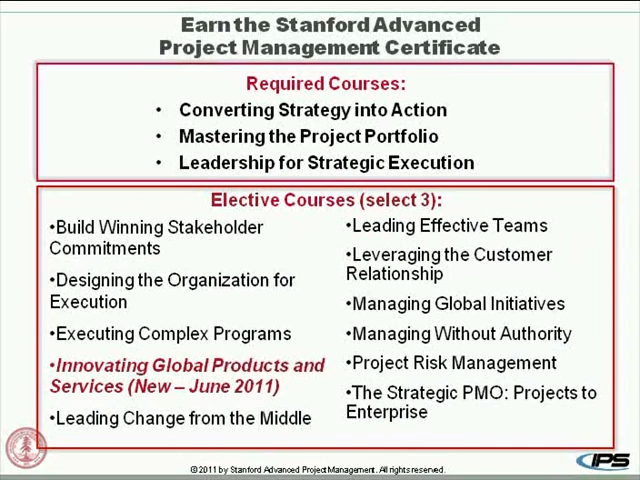 Earn the Stanford Advanced
Project Management Certificate
Required Courses:
• Converting Strategy into Action
• Mastering the Project Portfolio
• Leadership for Strategic Execution
Elective Courses (select 3):
•Build Winning Stakeholder
Commitments
•Designing the Organization for
Execution
•Executing Complex Programs
•Innovating Global Products and
Services (New – June 2011)
•Leading Change from the Middle
•Leading Effective Teams
•Leveraging the Customer
Relationship
•Managing Global Initiatives
•Managing Without Authority
•Project Risk Management
•The Strategic PMO: Projects to
Enterprise
© 2011 by Stanford Advanced Project Management. All rights reserved.
IPS